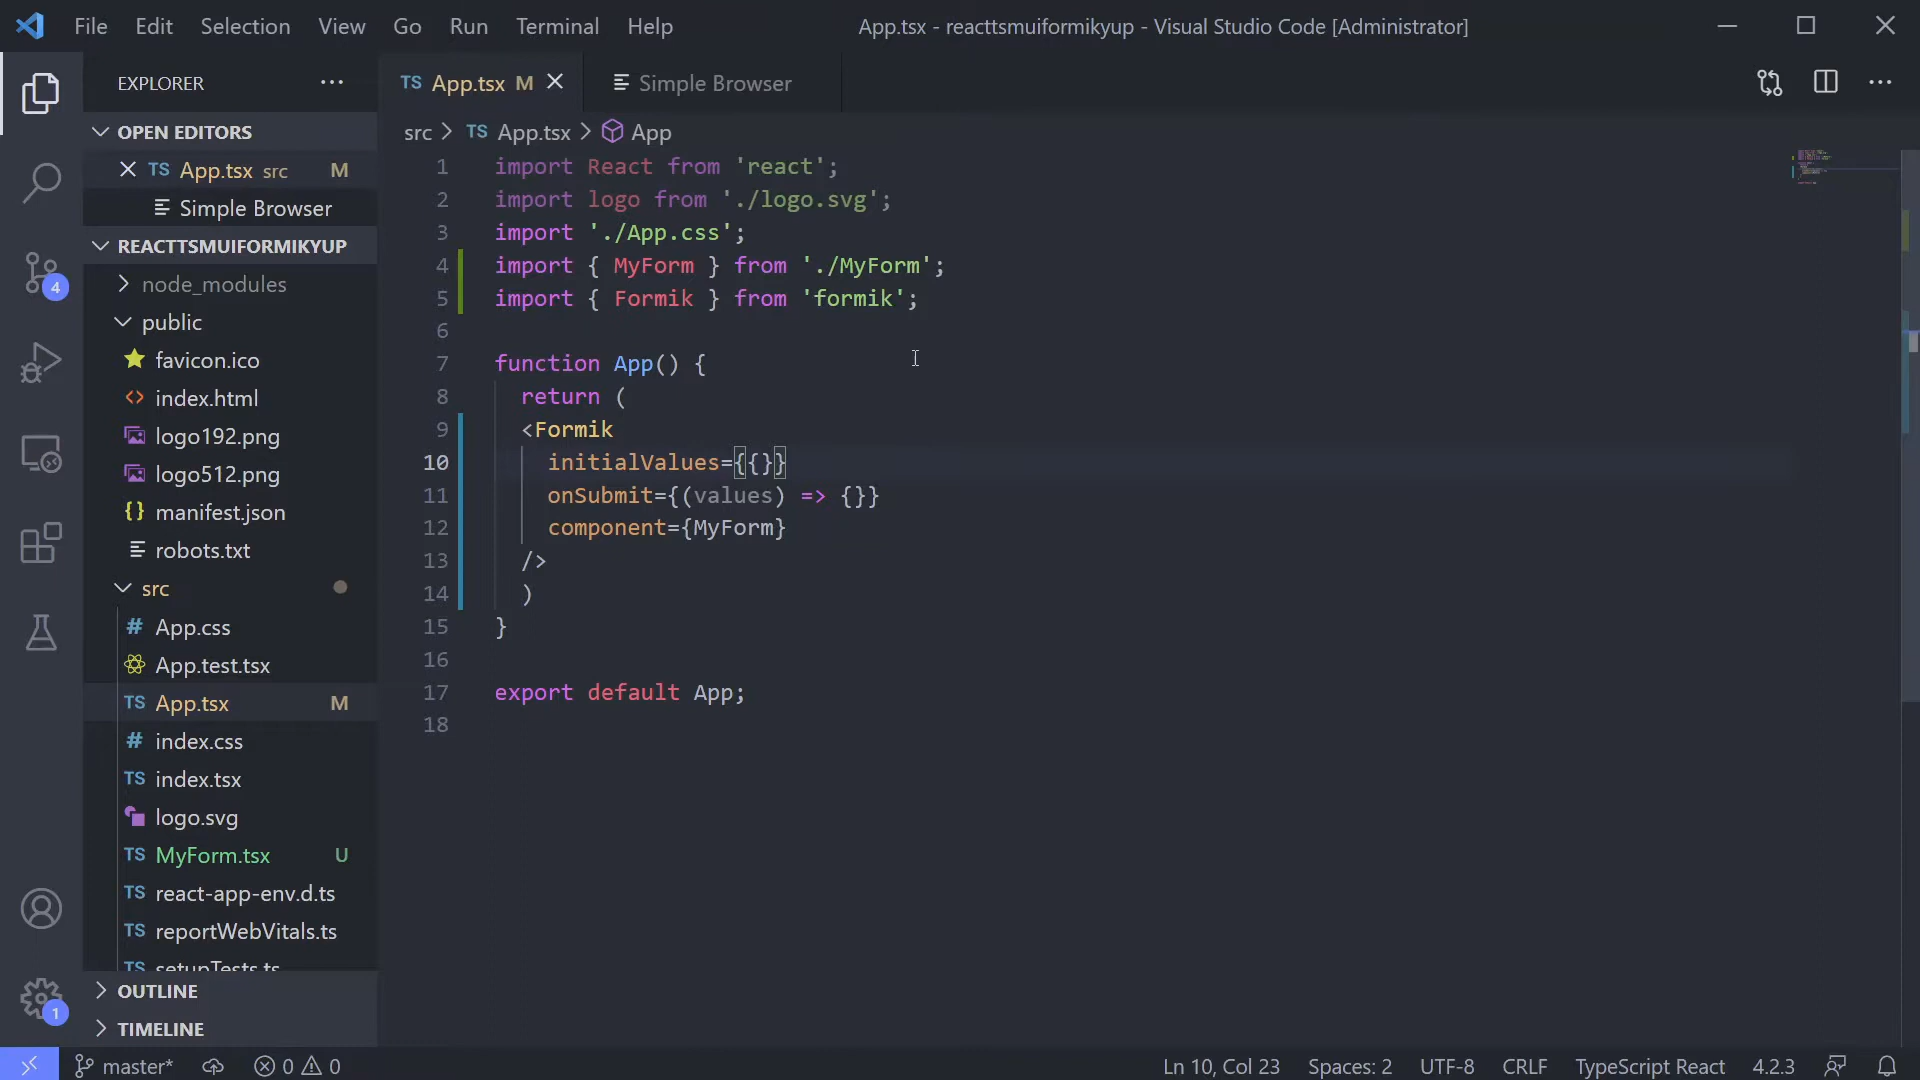 File Edit Selection View Go Run Terminal Help App.tsx - reacttsmuiformikyup - Visual Studio Code [Administrator]
EXPLORER ···
TS App.tsx M
Simple Browser
OPEN EDITORS
TS App.tsx src M
Simple Browser
REACTTSMUIFORMIKYUP
node_modules
public
favicon.ico
index.html
logo192.png
logo512.png
{} manifest.json
robots.txt
src
# App.css
App.test.tsx
TS App.tsx M
# index.css
TS index.tsx
logo.svg
TS MyForm.tsx U
TS react-app-env.d.ts
TS reportWebVitals.ts
TS setupTests.ts
OUTLINE
TIMELINE
4
1
src > TS App.tsx > App
1 import React from 'react';
2 import logo from './logo.svg';
3 import './App.css';
4 import { MyForm } from './MyForm';
5 import { Formik } from 'formik';
6
7 function App() {
8 return (
9 <Formik
10 initialValues={{}}
11 onSubmit={(values) => {}}
12 component={MyForm}
13 />
14 )
15 }
16
17 export default App;
18
master* 0 0 Ln 10, Col 23 Spaces: 2 UTF-8 CRLF TypeScript React 4.2.3